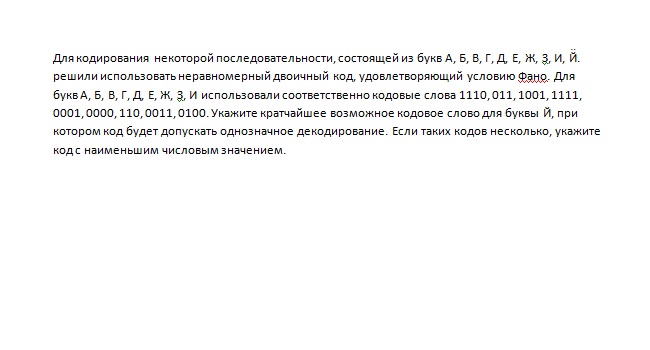 Для кодирования некоторой последовательности, состоящей из букв А, Б, В, Г, Д, Е, Ж, З, И, Й.
решили использовать неравномерный двоичный код, удовлетворяющий условию Фано. Для
букв А, Б, В, Г, Д, Е, Ж, З, И использовали соответственно кодовые слова 1110, 011, 1001, 1111,
0001, 0000, 110, 0011, 0100. Укажите кратчайшее возможное кодовое слово для буквы Й, при
котором код будет допускать однозначное декодирование. Если таких кодов несколько, укажите
код с наименьшим числовым значением.